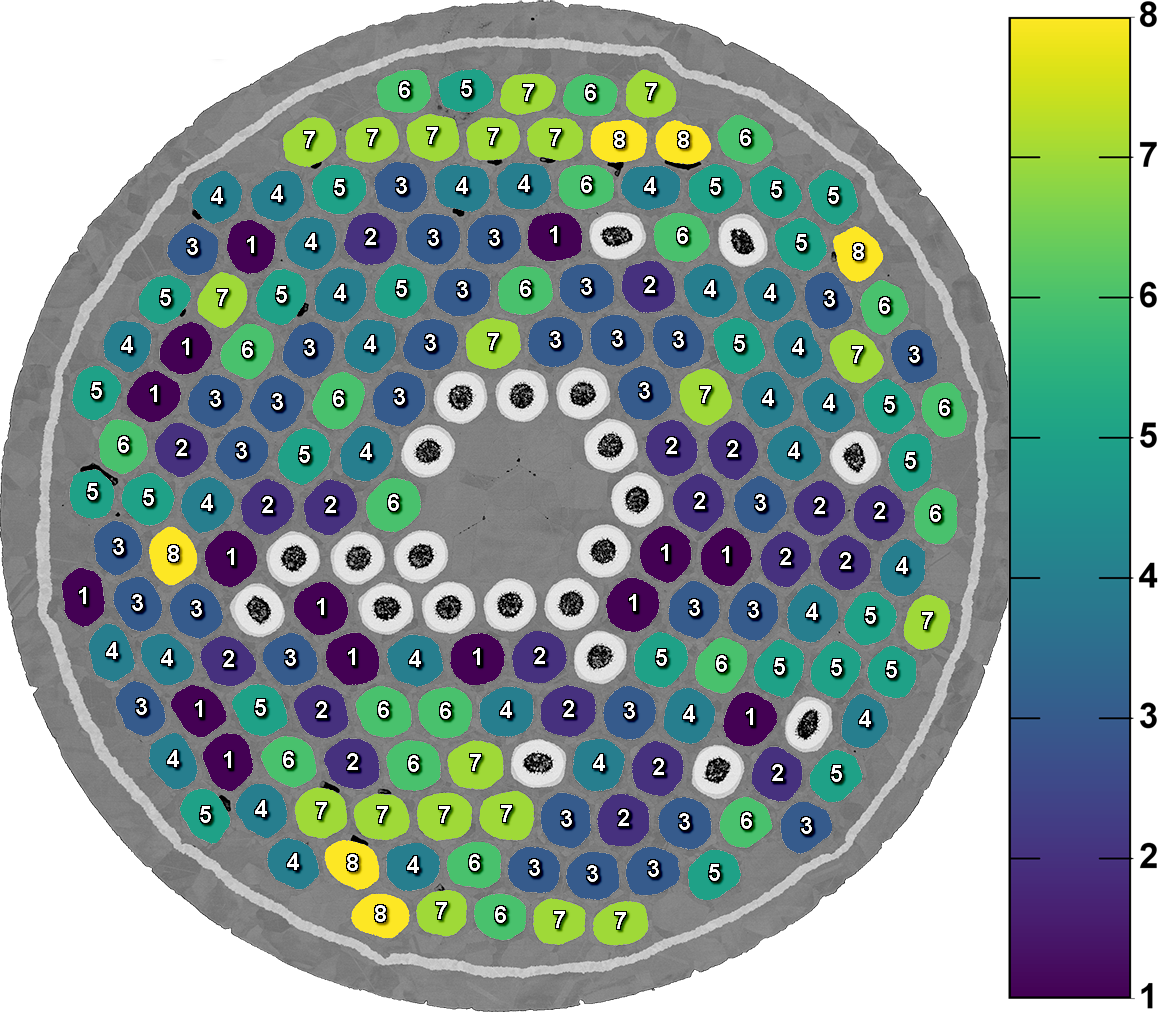 6 5 7 6 7
7 7 7 7 7 8 8 6
4 4 5 3 4 4 6 4 5 5 5
3 1 4 2 3 3 1 6 5 8
5 7 5 4 5 3 6 3 2 4 4 3 6
4 1 6 3 4 3 7 3 3 3 5 4 7 3
5 1 3 3 6 3 3 7 4 4 5 6
6 2 3 5 4 2 2 4 5
5 5 4 2 2 6 2 3 2 2 6
3 8 1 1 1 2 2 4
1 3 3 1 1 3 3 4 5 7
4 4 2 3 1 4 1 2 5 6 5 5 5
3 1 5 2 6 6 4 2 3 4 1 4
4 1 6 2 6 7 4 2 2 5
5 4 7 7 7 7 3 2 3 6 3
4 8 4 6 3 3 3 5
8 7 6 7 7
8
7
6
5
4
3
2
1